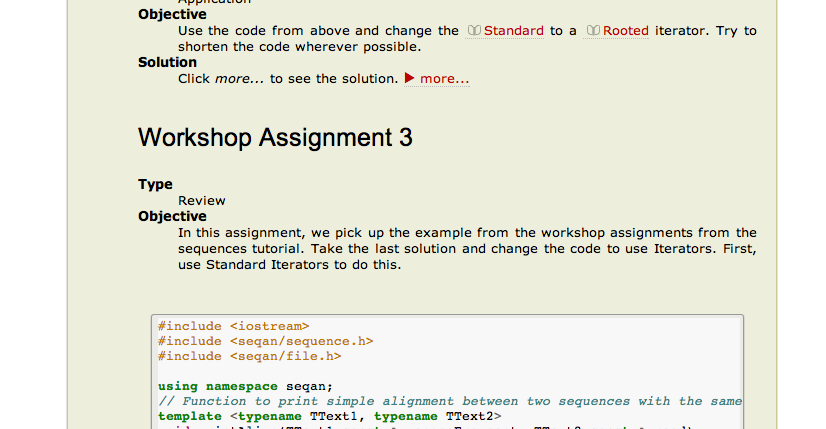 Application
Objective
Use the code from above and change the Standard to a Rooted iterator. Try to
shorten the code wherever possible.
Solution
Click more... to see the solution. ▶ more...
Workshop Assignment 3
Type
Review
Objective
In this assignment, we pick up the example from the workshop assignments from the
sequences tutorial. Take the last solution and change the code to use Iterators. First,
use Standard Iterators to do this.
#include <iostream>
#include <seqan/sequence.h>
#include <seqan/file.h>
using namespace seqan;
// Function to print simple alignment between two sequences with the same
template <typename TText1, typename TText2>